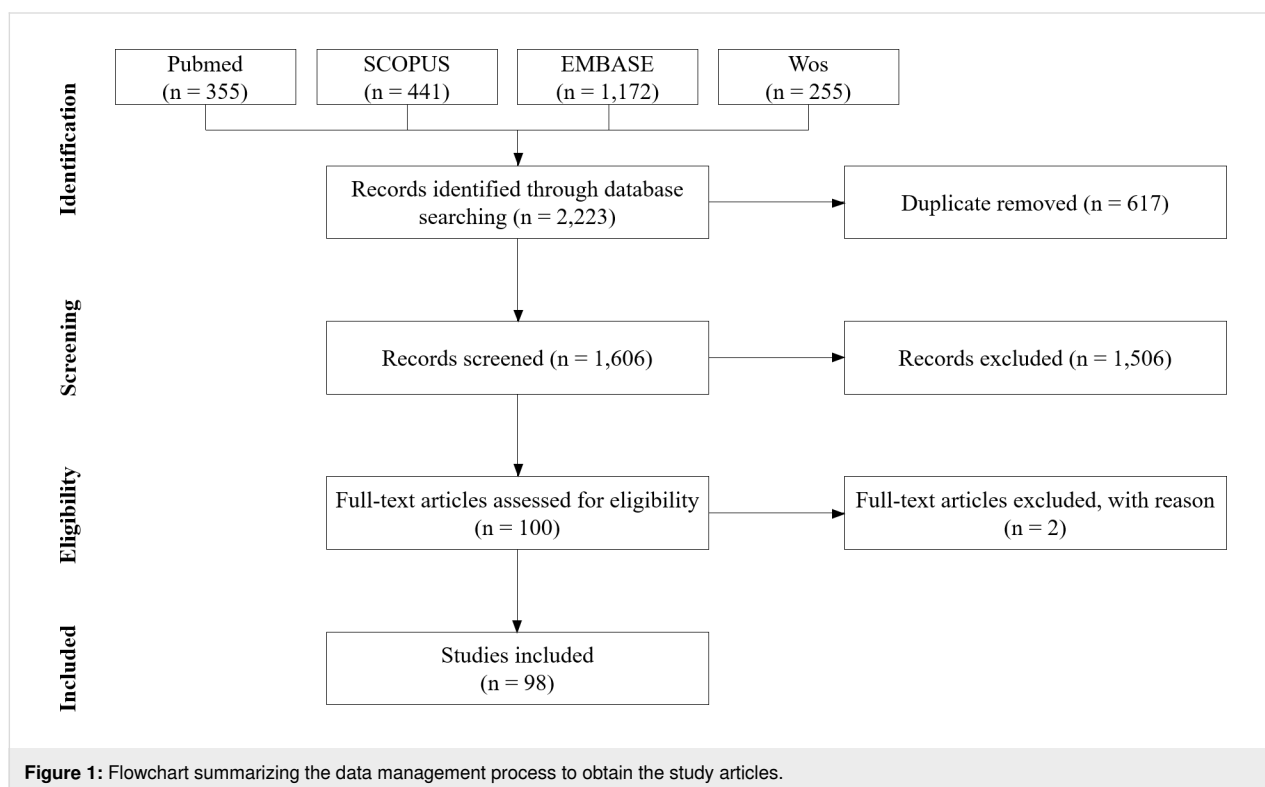 Pubmed
(n = 355)
SCOPUS
(n = 441)
EMBASE
(n = 1,172)
Wos
(n = 255)
Identification
Records identified through database
searching (n = 2,223)
Duplicate removed (n = 617)
Screening
Records screened (n = 1,606)
Records excluded (n = 1,506)
Eligibility
Full-text articles assessed for eligibility
(n = 100)
Full-text articles excluded, with reason
(n = 2)
Included
Studies included
(n = 98)
Figure 1: Flowchart summarizing the data management process to obtain the study articles.